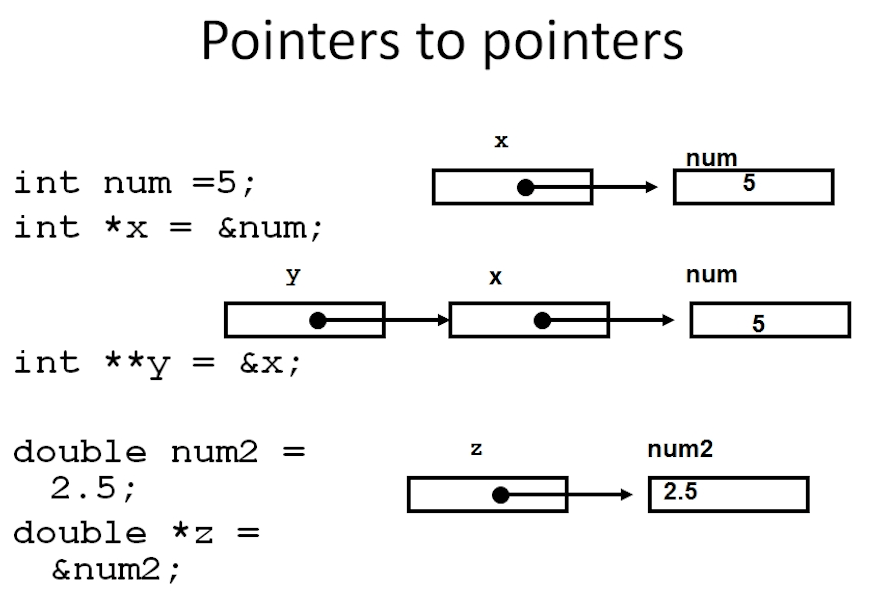 Pointers to pointers
x
num
int num =5;
5
int *x = &num;
y
x
num
5
int **y = &x;
double num2 =
2.5;
z
num2
2.5
double *z =
&num2;